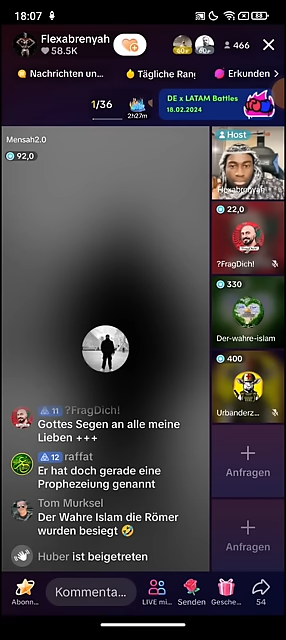 18:07
58
Flexabrenyah
58.5K
60+
60+
466
Nachrichten un...
Tägliche Rang
Erkunden >
1/36
2h27m
DE x LATAM Battles
18.02.2024
Mensah2.0
92,0
Host
Flexabrenyah
22,0
?FragDich!
330
Der-wahre-islam
400
Urbanderz...
+
Anfragen
+
Anfragen
11 ?FragDich!
Gottes Segen an alle meine
Lieben +++
12 raffat
Er hat doch gerade eine
Prophezeiung genannt
Tom Murksel
Der Wahre Islam die Römer
wurden besiegt 🤣
Huber ist beigetreten
Abonn...
Kommenta...
LIVE mi...
Senden
Gesche...
54